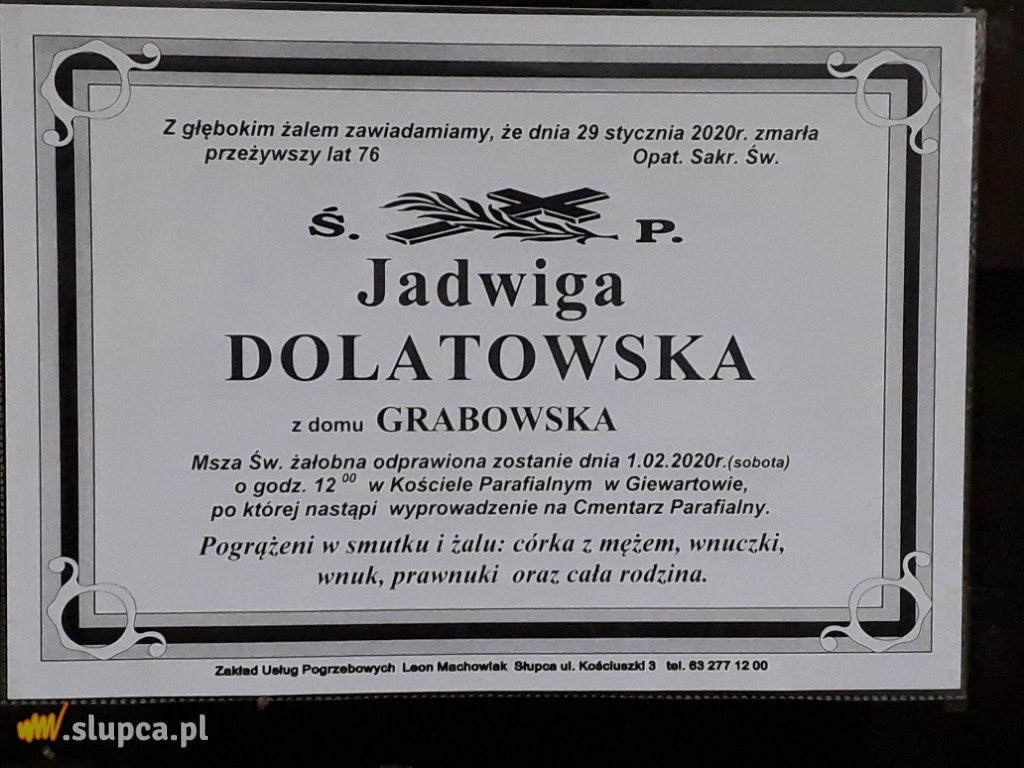 Z głębokim żalem zawiadamiamy, że dnia 29 stycznia 2020r. zmarła
przeżywszy lat 76 Opat. Sakr. Św.
Ś. P.
Jadwiga
DOLATOWSKA
z domu GRABOWSKA
Msza Św. żałobna odprawiona zostanie dnia 1.02.2020r.(sobota)
o godz. 12 00 w Kościele Parafialnym w Giewartowie,
po której nastąpi wyprowadzenie na Cmentarz Parafialny.
Pogrążeni w smutku i żalu: córka z mężem, wnuczki,
wnuk, prawnuki oraz cała rodzina.
Zakład Usług Pogrzebowych Leon Machowiak Słupca ul. Kościuszki 3 tel. 63 277 12 00
www.slupca.pl